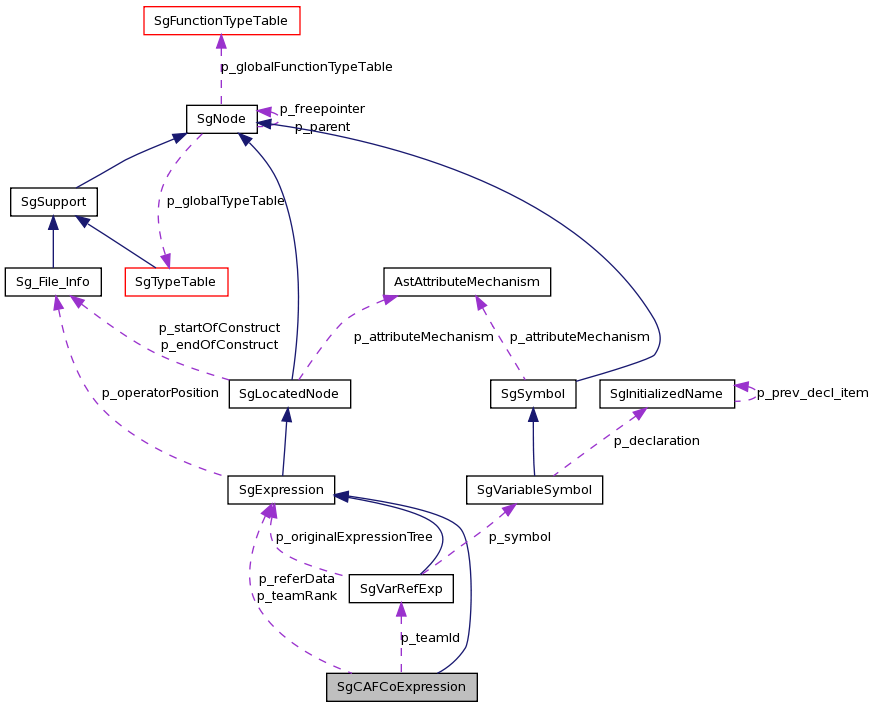 SgFunctionTypeTable
p_globalFunctionTypeTable
SgNode
p_freepointer
p_parent
SgSupport
p_globalTypeTable
Sg_File_Info
SgTypeTable
AstAttributeMechanism
p_startOfConstruct
p_endOfConstruct
p_attributeMechanism
p_attributeMechanism
p_operatorPosition
SgLocatedNode
SgSymbol
SgInitializedName
p_prev_decl_item
p_declaration
SgExpression
SgVariableSymbol
p_originalExpressionTree
p_symbol
p_referData
p_teamRank
SgVarRefExp
p_teamId
SgCAFCoExpression